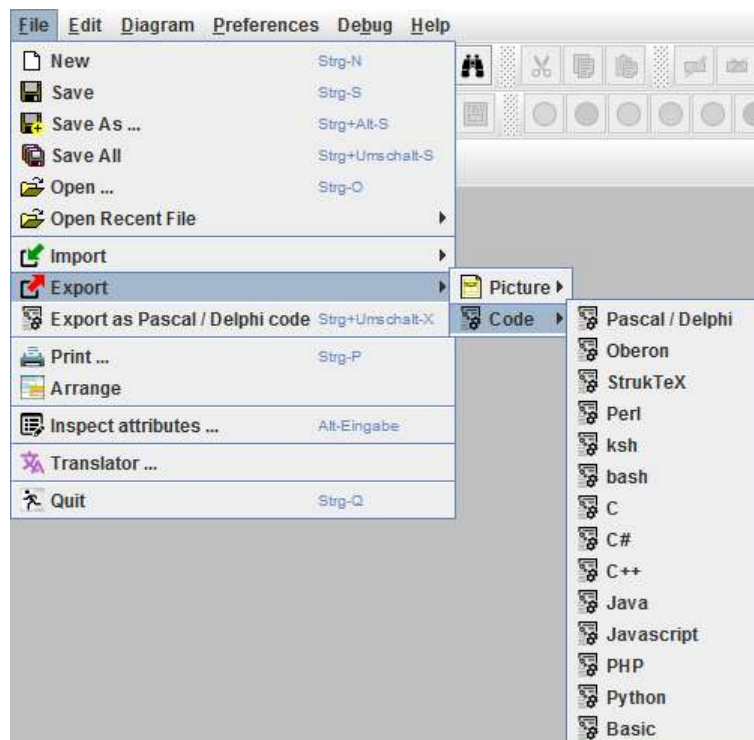 File Edit Diagram Preferences Debug Help
New Strg-N
Save Strg-S
Save As ... Strg+Alt-S
Save All Strg+Umschalt-S
Open ... Strg-O
Open Recent File
Import
Export
Export as Pascal / Delphi code Strg+Umschalt-X
Print ... Strg-P
Arrange
Inspect attributes ... Alt-Eingabe
Translator ...
Quit Strg-Q
Picture
Code
Pascal / Delphi
Oberon
StrukTeX
Perl
ksh
bash
C
C#
C++
Java
Javascript
PHP
Python
Basic